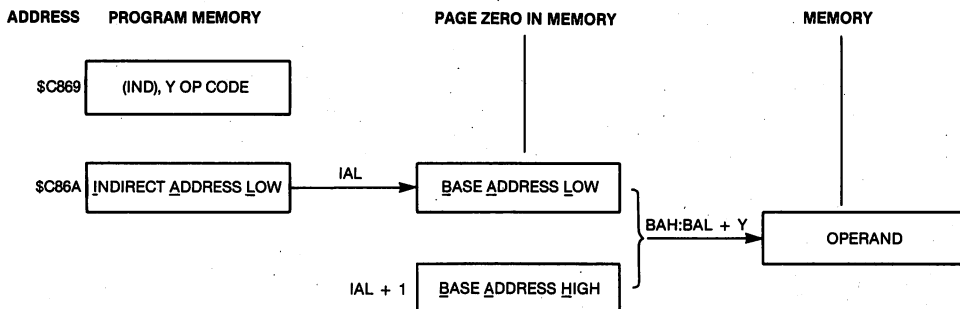 ADDRESS PROGRAM MEMORY PAGE ZERO IN MEMORY MEMORY
$C869 (IND), Y OP CODE
$C86A INDIRECT ADDRESS LOW IAL BASE ADDRESS LOW
BAH:BAL + Y OPERAND
IAL + 1 BASE ADDRESS HIGH